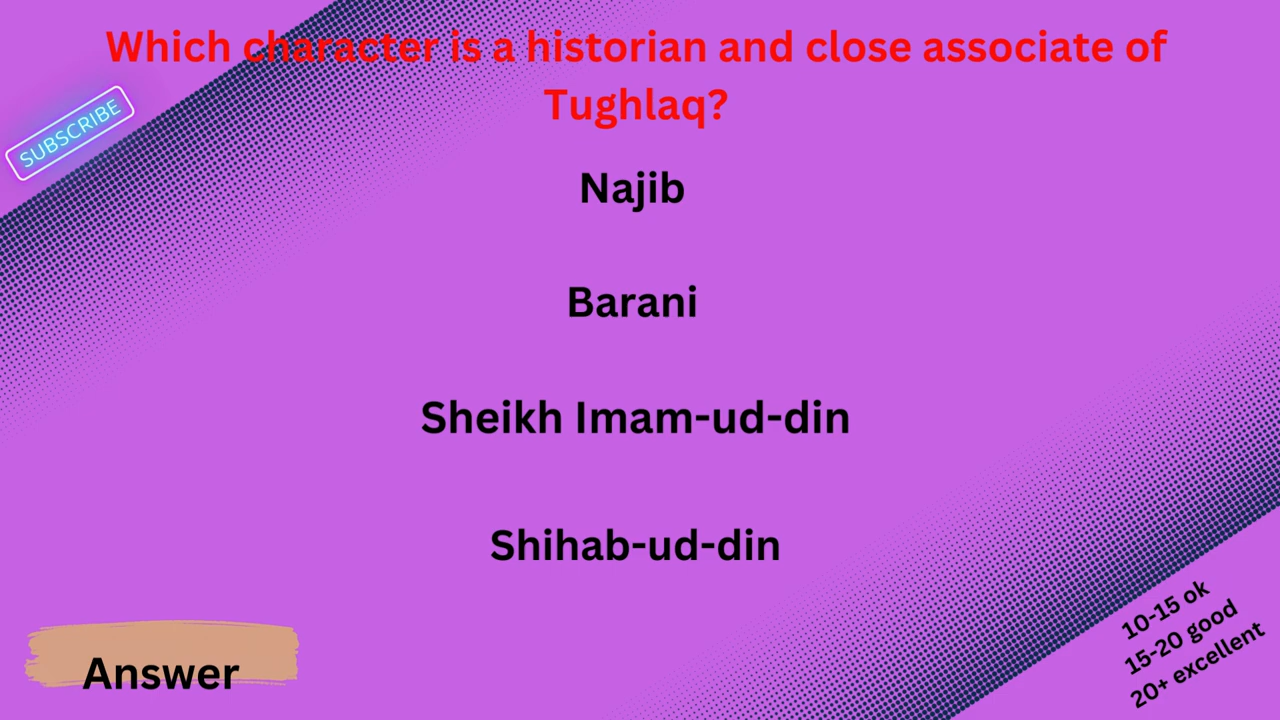 Which character is a historian and close associate of
Tughlaq?
SUBSCRIBE
Najib
Barani
Sheikh Imam-ud-din
Shihab-ud-din
10-15 ok
15-20 good
20+ excellent
Answer